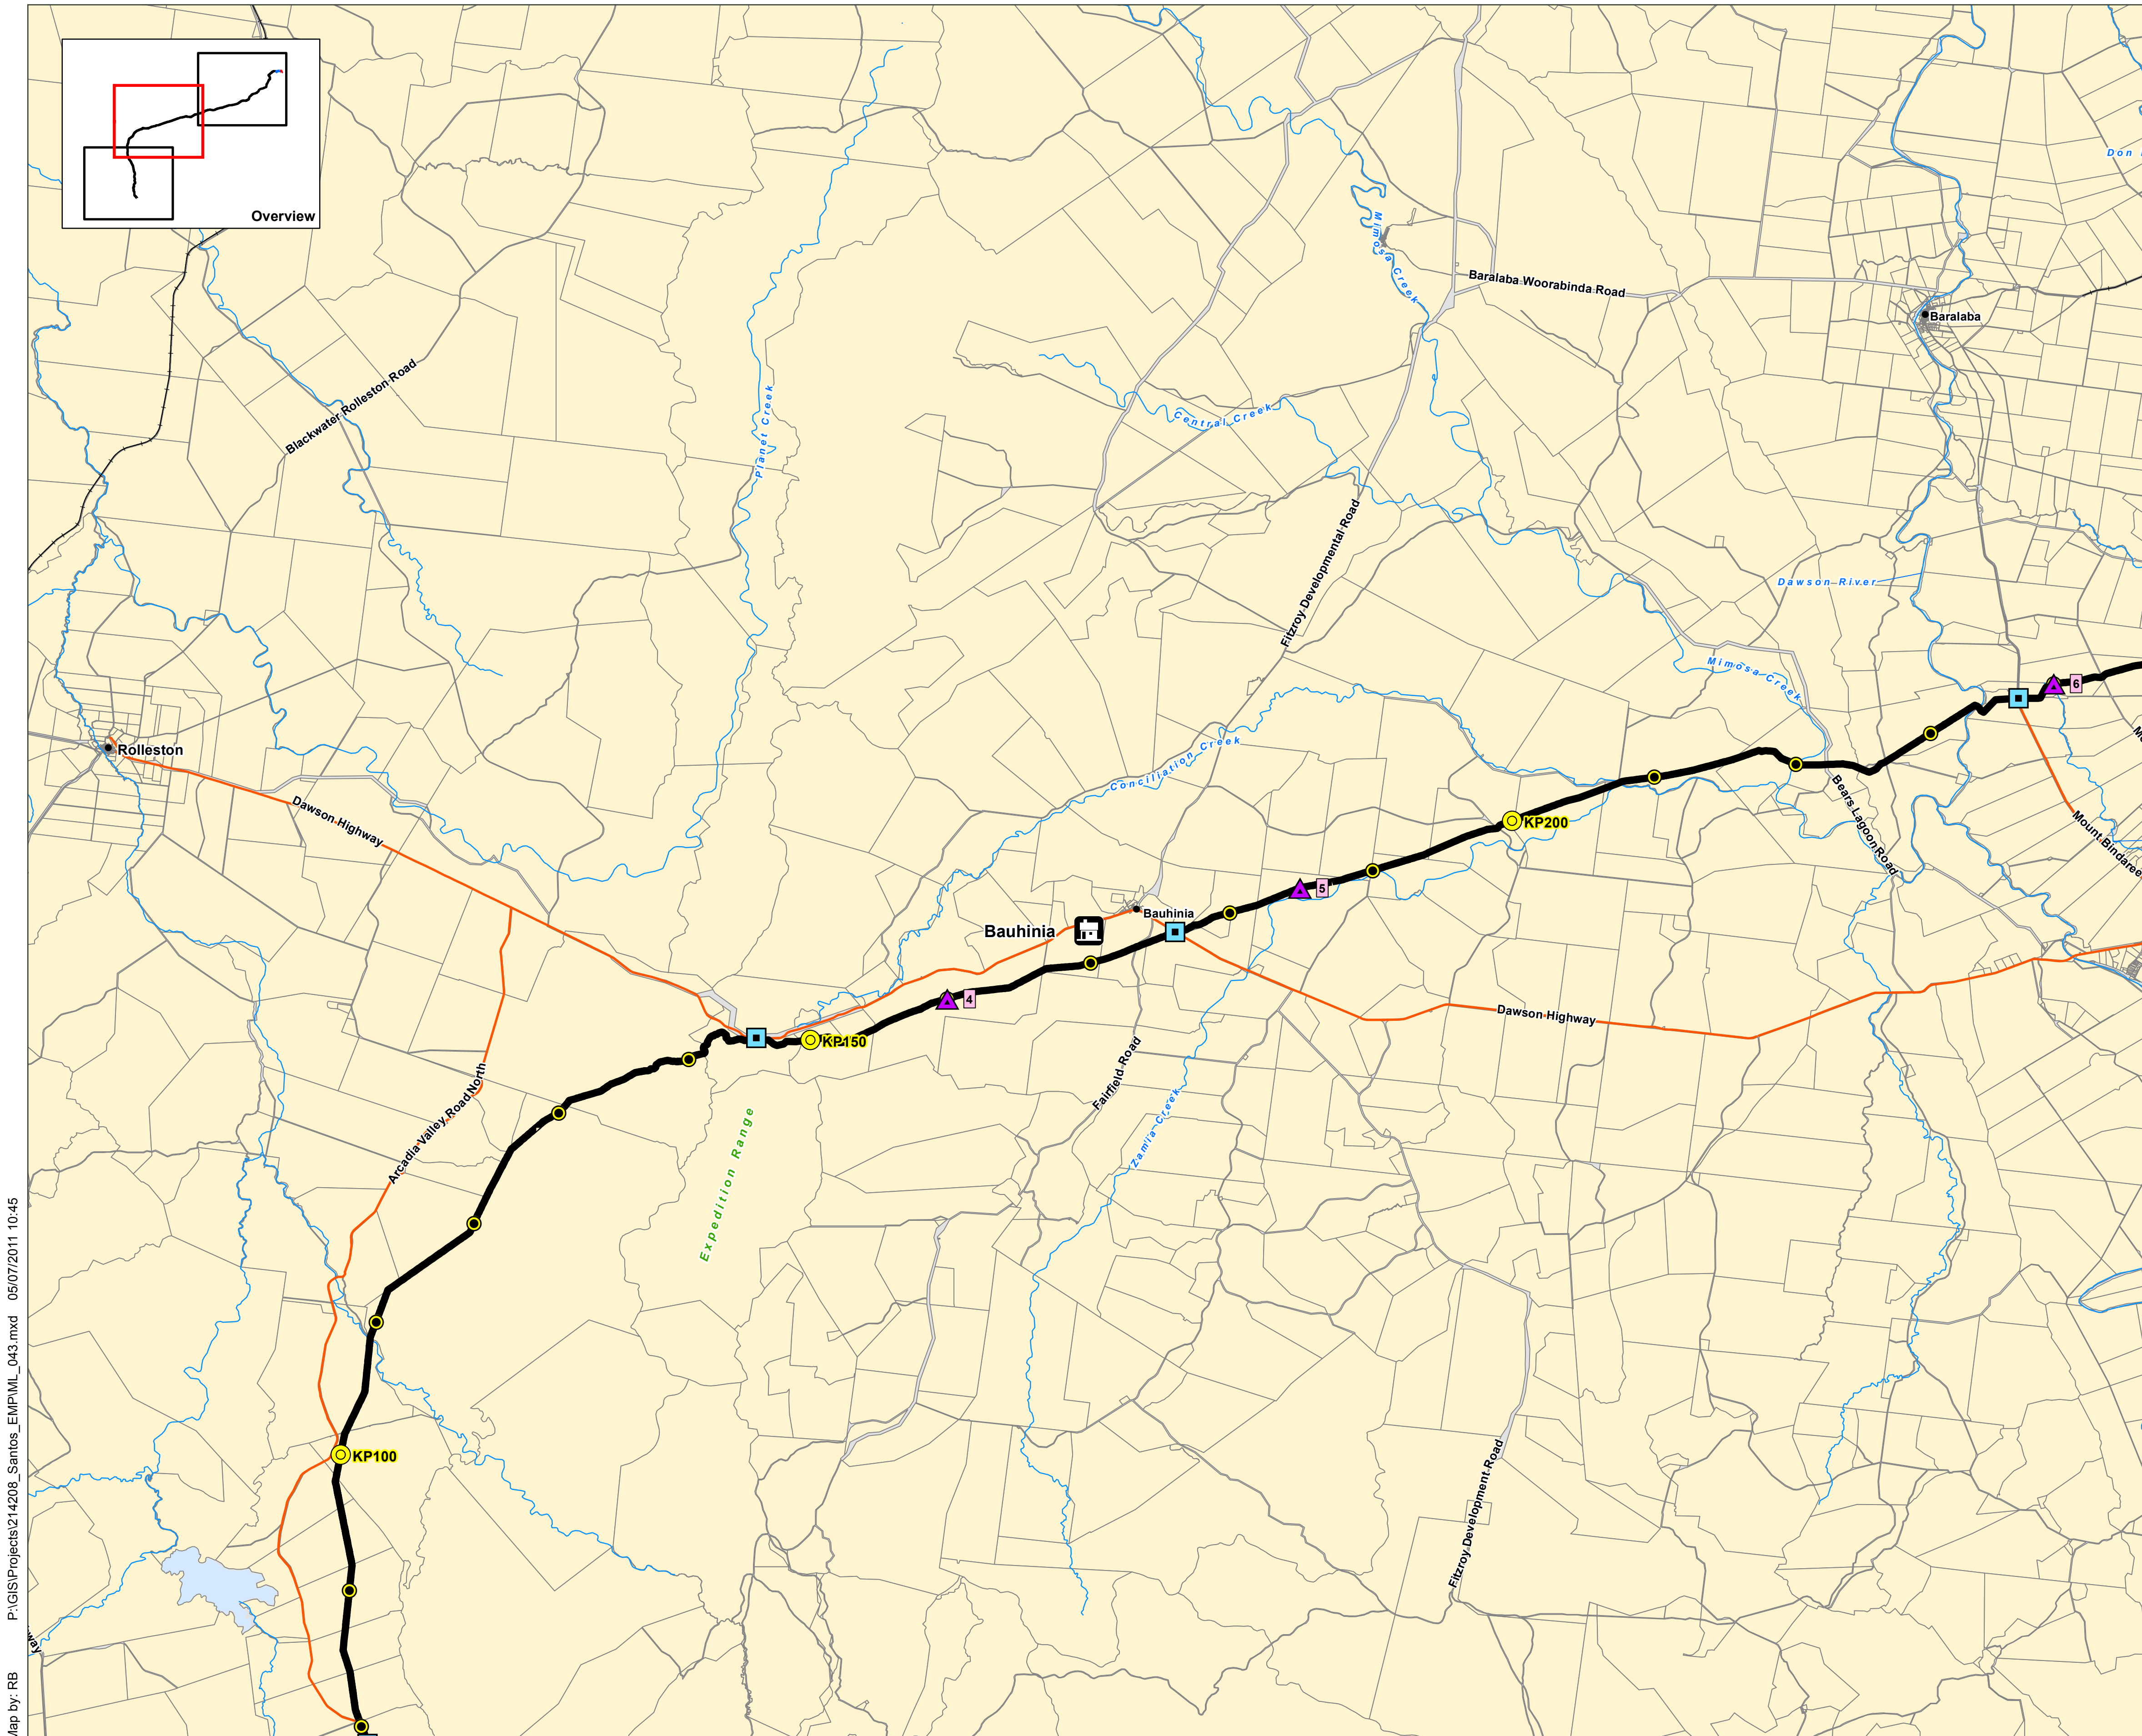 Overview
Don
Mimosa Creek
Baralaba Woorabinda Road
Baralaba
Blackwater Rolleston Road
Planet Creek
Central Creek
Fitzroy Developmental Road
Dawson River
Mimosa Creek
6
Rolleston
Conciliation Creek
Dawson Highway
Bears Lagoon Road
KP200
Mount Bindaree
5
Bauhinia
Bauhinia
4
Dawson Highway
KP150
Fairfield Road
Arcadia Valley Road North
Zamia Creek
Expedition Range
KP100
Fitzroy Development Road
way
Map by: RB P:\GIS\Projects\214208_Santos_EMP\ML_043.mxd 05/07/2011 10:45